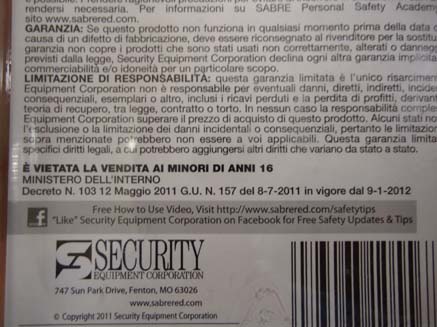 rendersi necessaria. Per informazioni su SABRE Personal Safety Academ
sito www.sabrered.com
GARANZIA: Se questo prodotto non funziona in qualsiasi momento prima della data d
causa di un difetto di fabbricazione, deve essere riconsegnato al rivenditore per la sostituz
garanzia non copre i prodotti che sono stati usati non correttamente, alterati o danneg
previsti dalla legge, Security Equipment Corporation declina ogni altra garanzia implicita
commerciabilità e/o idoneità per un particolare scopo.
LIMITAZIONE DI RESPONSABILITÀ: questa garanzia limitata è l'unico risarcimen
Equipment Corporation non è responsabile per eventuali danni, diretti, indiretti, inciden
consequenziali, esemplari o altro, inclusi i ricavi perduti e la perdita di profitti, derivan
teoria di recupero, tra legge, contratto o torto. In nessun caso la responsabilità comples
Equipment Corporation superare il prezzo di acquisto di questo prodotto. Alcuni stati non
l'esclusione o la limitazione dei danni incidentali o consequenziali, pertanto le limitazion
sopra menzionate potrebbero non essere a voi applicabili. Questa garanzia limitata
specifici diritti legali, a cui potrebbero aggiungersi altri diritti che variano da stato a stato.
È VIETATA LA VENDITA AI MINORI DI ANNI 16
MINISTERO DELL'INTERNO
Decreto N. 103 12 Maggio 2011 G.U. N. 157 del 8-7-2011 in vigore dal 9-1-2012
f Free How to Use Video, Visit http://www.sabrered.com/safetytips
"Like" Security Equipment Corporation on Facebook for Free Safety Updates & Tips
SECURITY
EQUIPMENT CORPORATION
747 Sun Park Drive, Fenton, MO 63026
www.sabrered.com
© Copyright 2011 Security Equipment Corporation